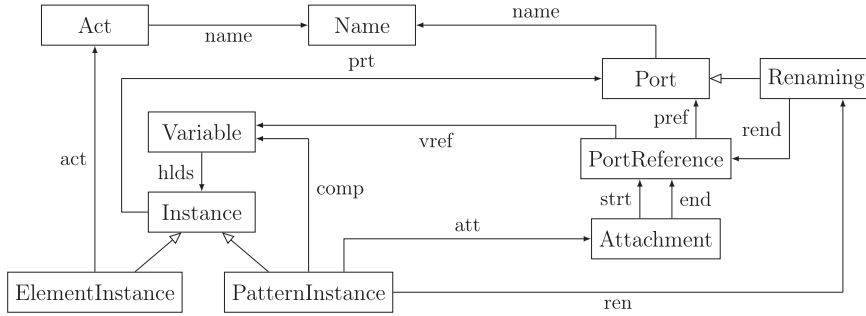 Act
name
Name
name
prt
Port
Renaming
Variable
vref
pref
rend
act
hlds
comp
PortReference
Instance
strt
end
att
Attachment
ElementInstance
PatternInstance
ren